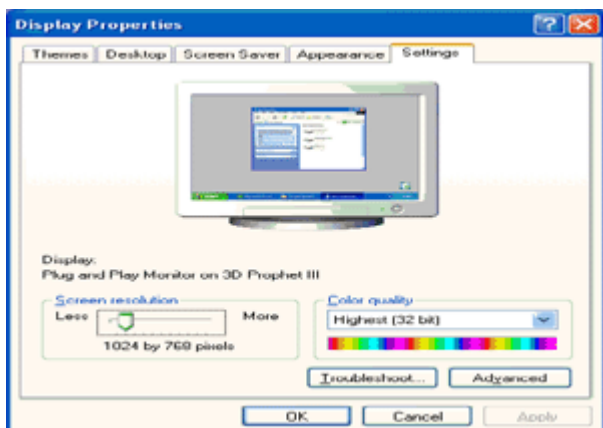 Display Properties
Themes Desktop Screen Saver Appearance Settings
Display:
Plug and Play Monitor on 3D Prophet III
Screen resolution
Less More
1024 by 768 pixels
Color quality
Highest (32 bit)
Troubleshoot... Advanced
OK Cancel Apply